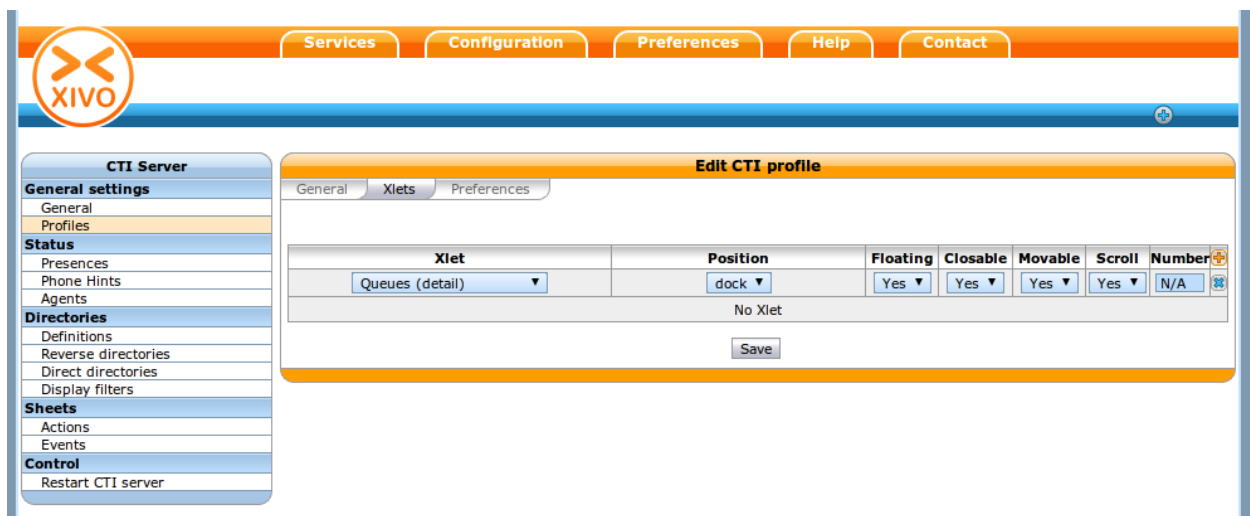 Services Configuration Preferences Help Contact
XIVO
CTI Server
General settings
General
Profiles
Status
Presences
Phone Hints
Agents
Directories
Definitions
Reverse directories
Direct directories
Display filters
Sheets
Actions
Events
Control
Restart CTI server
Edit CTI profile
General Xlets Preferences
Xlet Position Floating Closable Movable Scroll Number
Queues (detail) dock Yes Yes Yes Yes N/A
No Xlet
Save